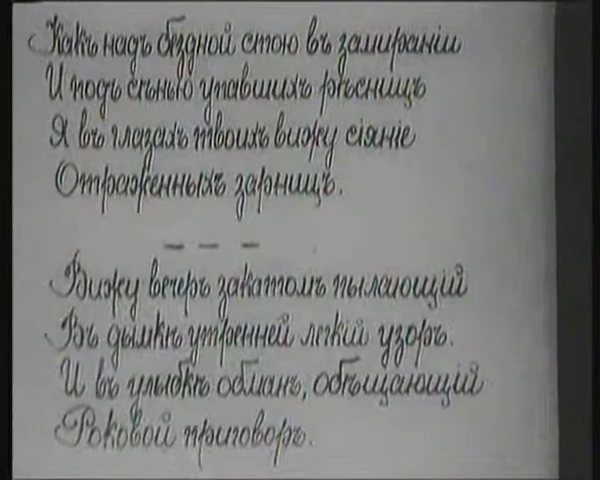 Какъ надъ бездной стою въ замираніи
И подъ сѣнью упавшихъ рѣсницъ
Я въ глазахъ твоихъ вижу сіяніе
Отраженныхъ зарницъ.
— — —
Вижу вечеръ закатомъ пылающій
Въ дымкѣ утренней легкій узоръ.
И въ улыбкѣ обманъ, обѣщающій
Роковой приговоръ.